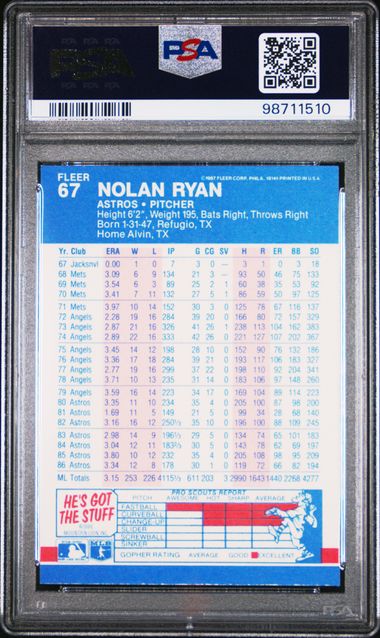 PSA
PSA
98711510
FLEER
©1987 FLEER CORP. PHILA. 19141 PRINTED IN U.S.A.
67 NOLAN RYAN
ASTROS • PITCHER
Height 6'2", Weight 195, Bats Right, Throws Right
Born 1-31-47, Refugio, TX
Home Alvin, TX
Yr. Club ERA W L IP G CG SV H R ER BB SO
67 Jacksnvl 0.00 1 0 7 3 0 — 3 1 0 3 18
68 Mets 3.09 6 9 134 21 3 — 93 50 46 75 133
69 Mets 3.54 6 3 89 25 2 1 60 38 35 53 92
70 Mets 3.41 7 11 132 27 5 1 86 59 50 97 125
71 Mets 3.97 10 14 152 30 3 0 125 78 67 116 137
72 Angels 2.28 19 16 284 39 20 0 166 80 72 157 329
73 Angels 2.87 21 16 326 41 26 1 238 113 104 162 383
74 Angels 2.89 22 16 333 42 26 0 221 127 107 202 367
75 Angels 3.45 14 12 198 28 10 0 152 90 76 132 186
76 Angels 3.36 17 18 284 39 21 0 193 117 106 183 327
77 Angels 2.77 19 16 299 37 22 0 198 110 92 204 341
78 Angels 3.71 10 13 235 31 14 0 183 106 97 148 260
79 Angels 3.59 16 14 223 34 17 0 169 104 89 114 223
80 Astros 3.35 11 10 234 35 4 0 205 100 87 98 200
81 Astros 1.69 11 5 149 21 5 0 99 34 28 68 140
82 Astros 3.16 16 12 250⅓ 35 10 0 196 100 88 109 245
83 Astros 2.98 14 9 196⅓ 29 5 0 134 74 65 101 183
84 Astros 3.04 12 11 183⅔ 30 5 0 143 78 62 69 197
85 Astros 3.80 10 12 232 35 4 0 205 108 98 95 209
86 Astros 3.34 12 8 178 30 1 0 119 72 66 82 194
ML Totals 3.15 253 226 4115⅓ 611 203 3 2990 1643 1440 2268 4277
HE'S GOT
THE STUFF
PRO SCOUTS REPORT
PITCH AWESOME HOT SHARP AVERAGE
FASTBALL
CURVEBALL
CHANGE-UP
SLIDER
SCREWBALL
SINKER
GOPHER RATING AVERAGE GOOD EXCELLENT